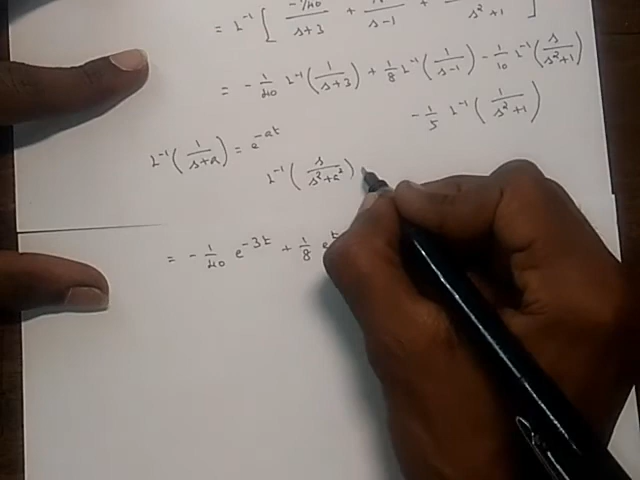 = L⁻¹ [ (-1/40)/(s+3) + /(s-1) + /(s²+1) ]
= - 1/40 L⁻¹ (1/(s+3)) + 1/8 L⁻¹ (1/(s-1)) - 1/10 L⁻¹ (s/(s²+1))
- 1/5 L⁻¹ (1/(s²+1))
L⁻¹ (1/(s+a)) = e^(-at)
L⁻¹ (s/(s²+a²))
= - 1/40 e^(-3t) + 1/8 e^t